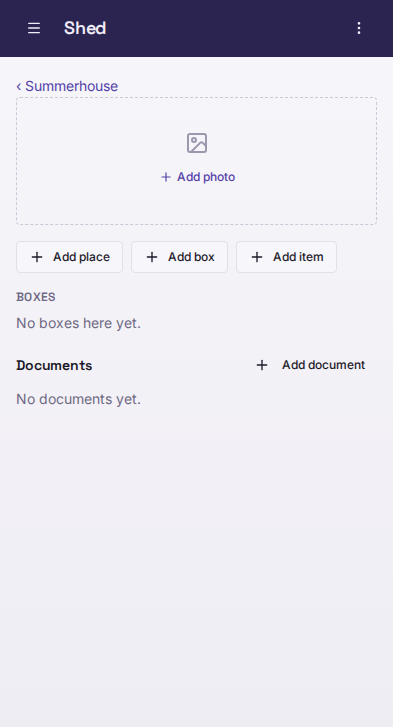 Shed
‹ Summerhouse
+ Add photo
+ Add place + Add box + Add item
BOXES
No boxes here yet.
Documents + Add document
No documents yet.